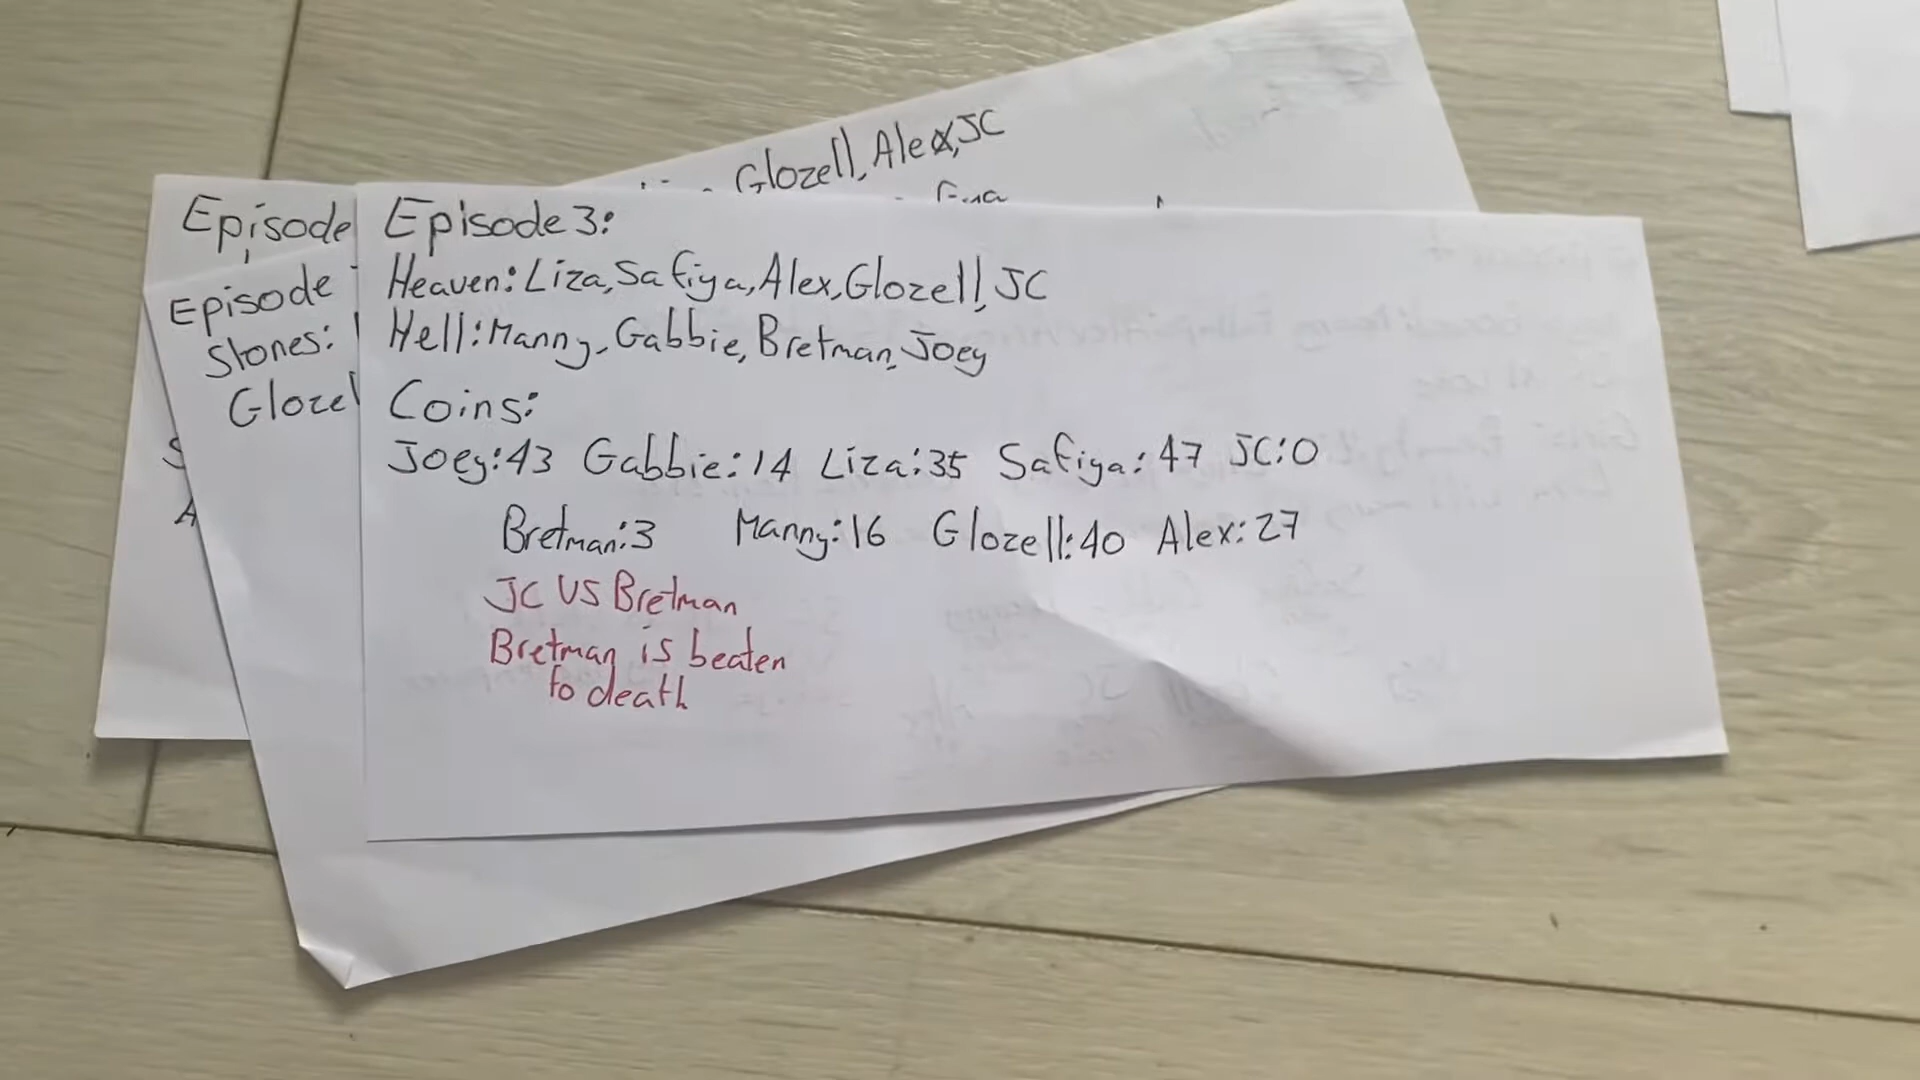 Glozell, Alex, JC
Episode
Episode
Stones:
Gloze
Episode 3:
Heaven: Liza, Safiya, Alex, Glozell, JC
Hell: Manny, Gabbie, Bretman, Joey
Coins:
Joey: 43 Gabbie: 14 Liza: 35 Safiya: 47 JC: 0
Bretman: 3 Manny: 16 Glozell: 40 Alex: 27
JC VS Bretman
Bretman is beaten
to death